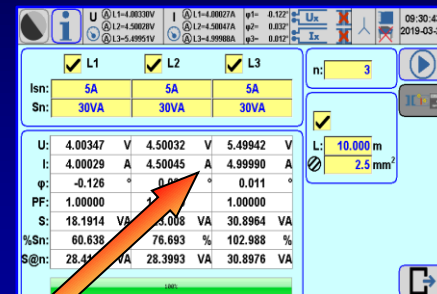 U L1=4.00330V I L1=4.00027A φ1= -0.122° Ux 09:30:4
L2=4.50028V L2=4.50047A φ2= 0.032° 2019-03-
L3=5.49951V L3=4.99988A φ3= 0.012° Ix
L1 L2 L3 n: 3
Isn: 5A 5A 5A
Sn: 30VA 30VA 30VA
U: 4.00347 V 4.50032 V 5.49942 V L: 10.000 m
I: 4.00029 A 4.50045 A 4.99990 A 2.5 mm²
φ: -0.126 ° ° 0.011 °
PF: 1.00000 1.00000
S: 18.1914 VA VA 30.8964 VA
%Sn: 60.638 76.693 % 102.988 %
S@n: 28.3993 VA 30.8976 VA
100%